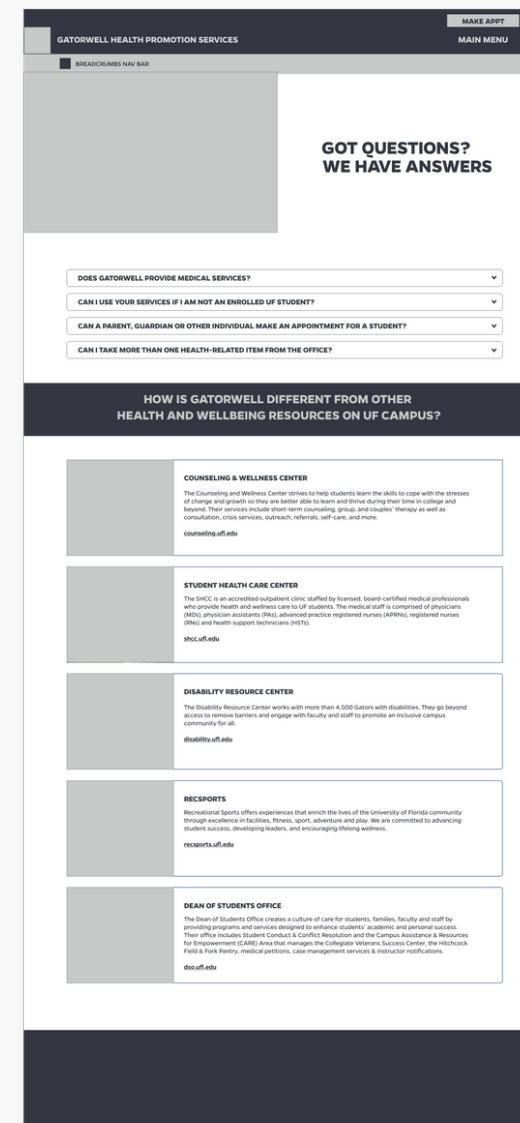 MAKE APPT
GATORWELL HEALTH PROMOTION SERVICES
MAIN MENU
BREADCRUMBS NAV BAR
GOT QUESTIONS?
WE HAVE ANSWERS
DOES GATORWELL PROVIDE MEDICAL SERVICES?
CAN I USE YOUR SERVICES IF I AM NOT AN ENROLLED UF STUDENT?
CAN A PARENT, GUARDIAN OR OTHER INDIVIDUAL MAKE AN APPOINTMENT FOR A STUDENT?
CAN I TAKE MORE THAN ONE HEALTH-RELATED ITEM FROM THE OFFICE?
HOW IS GATORWELL DIFFERENT FROM OTHER
HEALTH AND WELLBEING RESOURCES ON UF CAMPUS?
COUNSELING & WELLNESS CENTER
The Counseling and Wellness Center strives to help students learn the skills to cope with the stresses
of change and growth so they are better able to learn and thrive during their time in college and
beyond. Their services include short-term counseling, group, and couples' therapy as well as
consultation, crisis services, outreach, referrals, self-care, and more.
counseling.ufl.edu
STUDENT HEALTH CARE CENTER
The SHCC is an accredited outpatient clinic staffed by licensed, board-certified medical professionals
who provide health and wellness care to UF students. The medical staff is comprised of physicians
(MDs), physician assistants (PAs), advanced practice registered nurses (APRNs), registered nurses
(RNs) and health support technicians (HSTs).
shcc.ufl.edu
DISABILITY RESOURCE CENTER
The Disability Resource Center works with more than 4,500 Gators with disabilities. They go beyond
access to remove barriers and engage with faculty and staff to promote an inclusive campus
community for all.
disability.ufl.edu
RECSPORTS
Recreational Sports offers experiences that enrich the lives of the University of Florida community
through excellence in facilities, fitness, sport, adventure and play. We are committed to advancing
student success, developing leaders, and encouraging lifelong wellness.
recsports.ufl.edu
DEAN OF STUDENTS OFFICE
The Dean of Students Office creates a culture of care for students, families, faculty and staff by
providing programs and services designed to enhance students' academic and personal success.
Their office includes Student Conduct & Conflict Resolution and the Campus Assistance & Resources
for Empowerment (CARE) Area that manages the Collegiate Veterans Success Center, the Hitchcock
Field & Fork Pantry, medical petitions, case management services & instructor notifications.
dso.ufl.edu